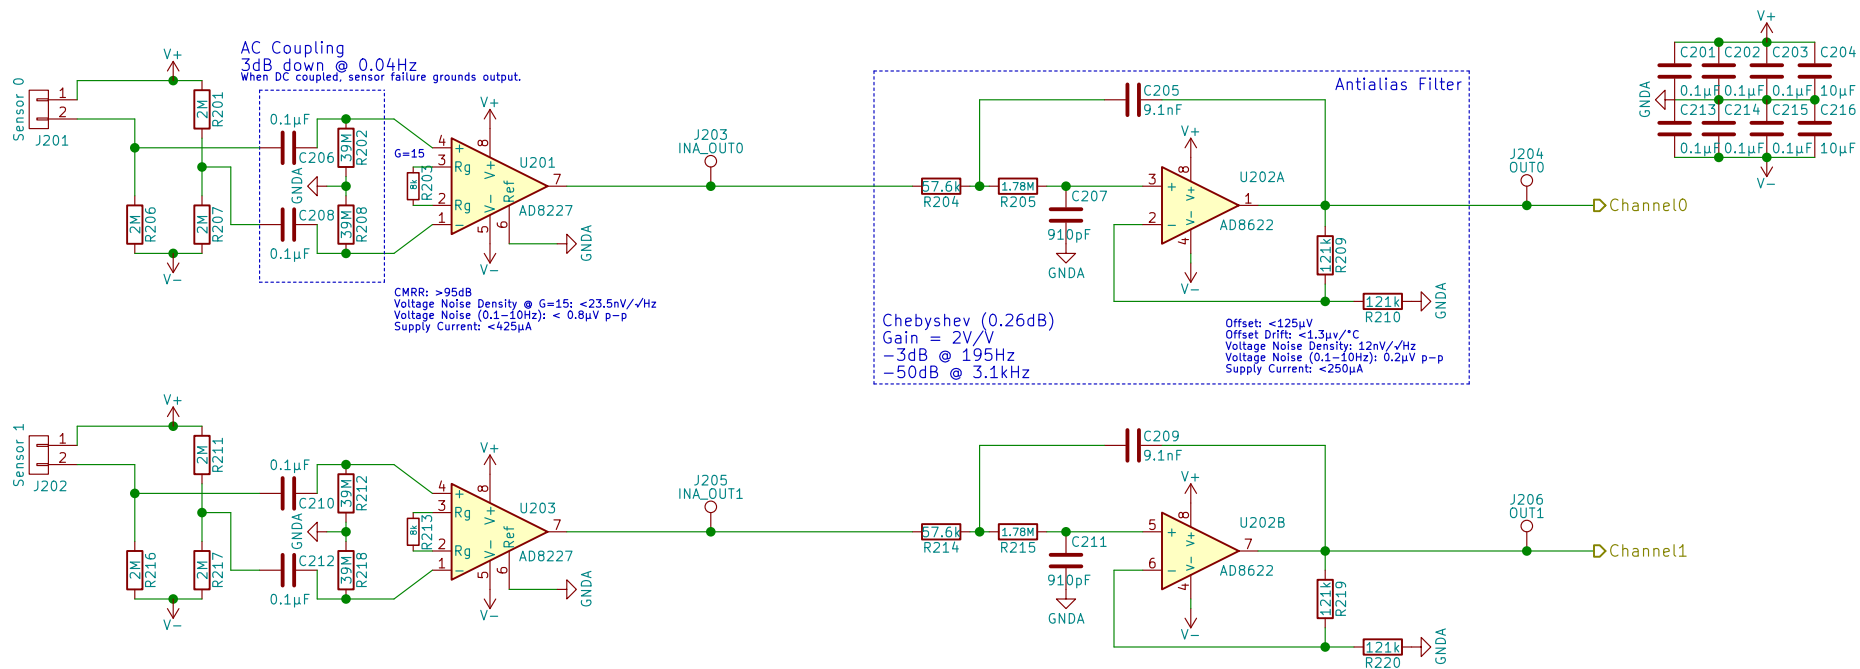 AC Coupling
3dB down @ 0.04Hz
When DC coupled, sensor failure grounds output.
V+
Sensor 0
1
2
J201
2M
R201
2M
R206
2M
R207
V-
0.1µF
C206
39M
R202
GNDA
C208
0.1µF
39M
R208
G=15
8k
R203
V+
4
3
2
1
8
5
6
7
+
Rg
Rg
-
V+
V-
Ref
U201
AD8227
V-
GNDA
CMRR: >95dB
Voltage Noise Density @ G=15: <23.5nV/√Hz
Voltage Noise (0.1-10Hz): < 0.8µV p-p
Supply Current: <425µA
J203
INA_OUT0
Antialias Filter
C205
9.1nF
57.6k
R204
1.78M
R205
C207
910pF
GNDA
V+
3
2
8
4
1
+
-
V+
V-
U202A
AD8622
V-
121k
R209
121k
R210
GNDA
Chebyshev (0.26dB)
Gain = 2V/V
-3dB @ 195Hz
-50dB @ 3.1kHz
Offset: <125µV
Offset Drift: <1.3µv/°C
Voltage Noise Density: 12nV/√Hz
Voltage Noise (0.1-10Hz): 0.2µV p-p
Supply Current: <250µA
J204
OUT0
Channel0
V+
C201 C202 C203 C204
0.1µF 0.1µF 0.1µF 10µF
GNDA
C213 C214 C215 C216
0.1µF 0.1µF 0.1µF 10µF
V-
V+
Sensor 1
1
2
J202
2M
R211
2M
R216
2M
R217
V-
0.1µF
C210
39M
R212
GNDA
C212
0.1µF
39M
R218
8k
R213
V+
4
3
2
1
8
5
6
7
+
Rg
Rg
-
V+
V-
Ref
U203
AD8227
V-
GNDA
J205
INA_OUT1
C209
9.1nF
57.6k
R214
1.78M
R215
C211
910pF
GNDA
V+
5
6
8
4
7
+
-
V+
V-
U202B
AD8622
V-
121k
R219
121k
R220
GNDA
J206
OUT1
Channel1